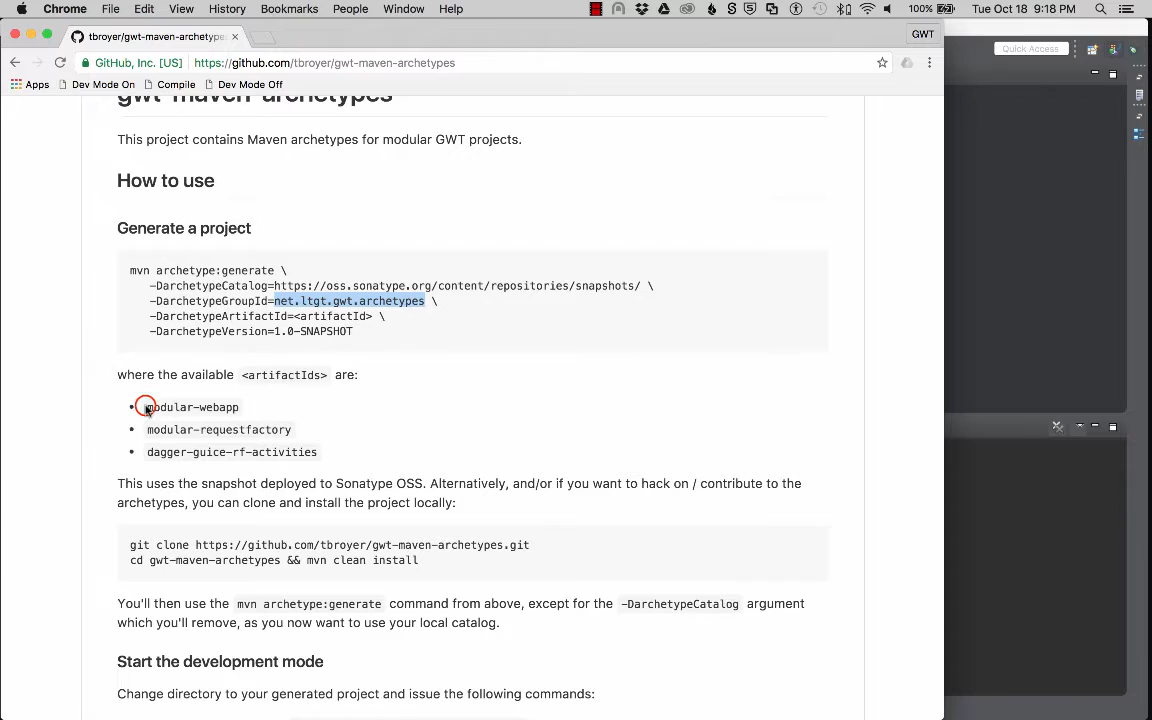 Chrome File Edit View History Bookmarks People Window Help 100% Tue Oct 18 9:18 PM
tbroyer/gwt-maven-archetype
GWT
Quick Access
GitHub, Inc. [US] https://github.com/tbroyer/gwt-maven-archetypes
Apps Dev Mode On Compile Dev Mode Off
gwt-maven-archetypes
This project contains Maven archetypes for modular GWT projects.
How to use
Generate a project
mvn archetype:generate \
-DarchetypeCatalog=https://oss.sonatype.org/content/repositories/snapshots/ \
-DarchetypeGroupId=net.ltgt.gwt.archetypes \
-DarchetypeArtifactId=<artifactId> \
-DarchetypeVersion=1.0-SNAPSHOT
where the available <artifactIds> are:
• modular-webapp
• modular-requestfactory
• dagger-guice-rf-activities
This uses the snapshot deployed to Sonatype OSS. Alternatively, and/or if you want to hack on / contribute to the
archetypes, you can clone and install the project locally:
git clone https://github.com/tbroyer/gwt-maven-archetypes.git
cd gwt-maven-archetypes && mvn clean install
You'll then use the mvn archetype:generate command from above, except for the -DarchetypeCatalog argument
which you'll remove, as you now want to use your local catalog.
Start the development mode
Change directory to your generated project and issue the following commands: